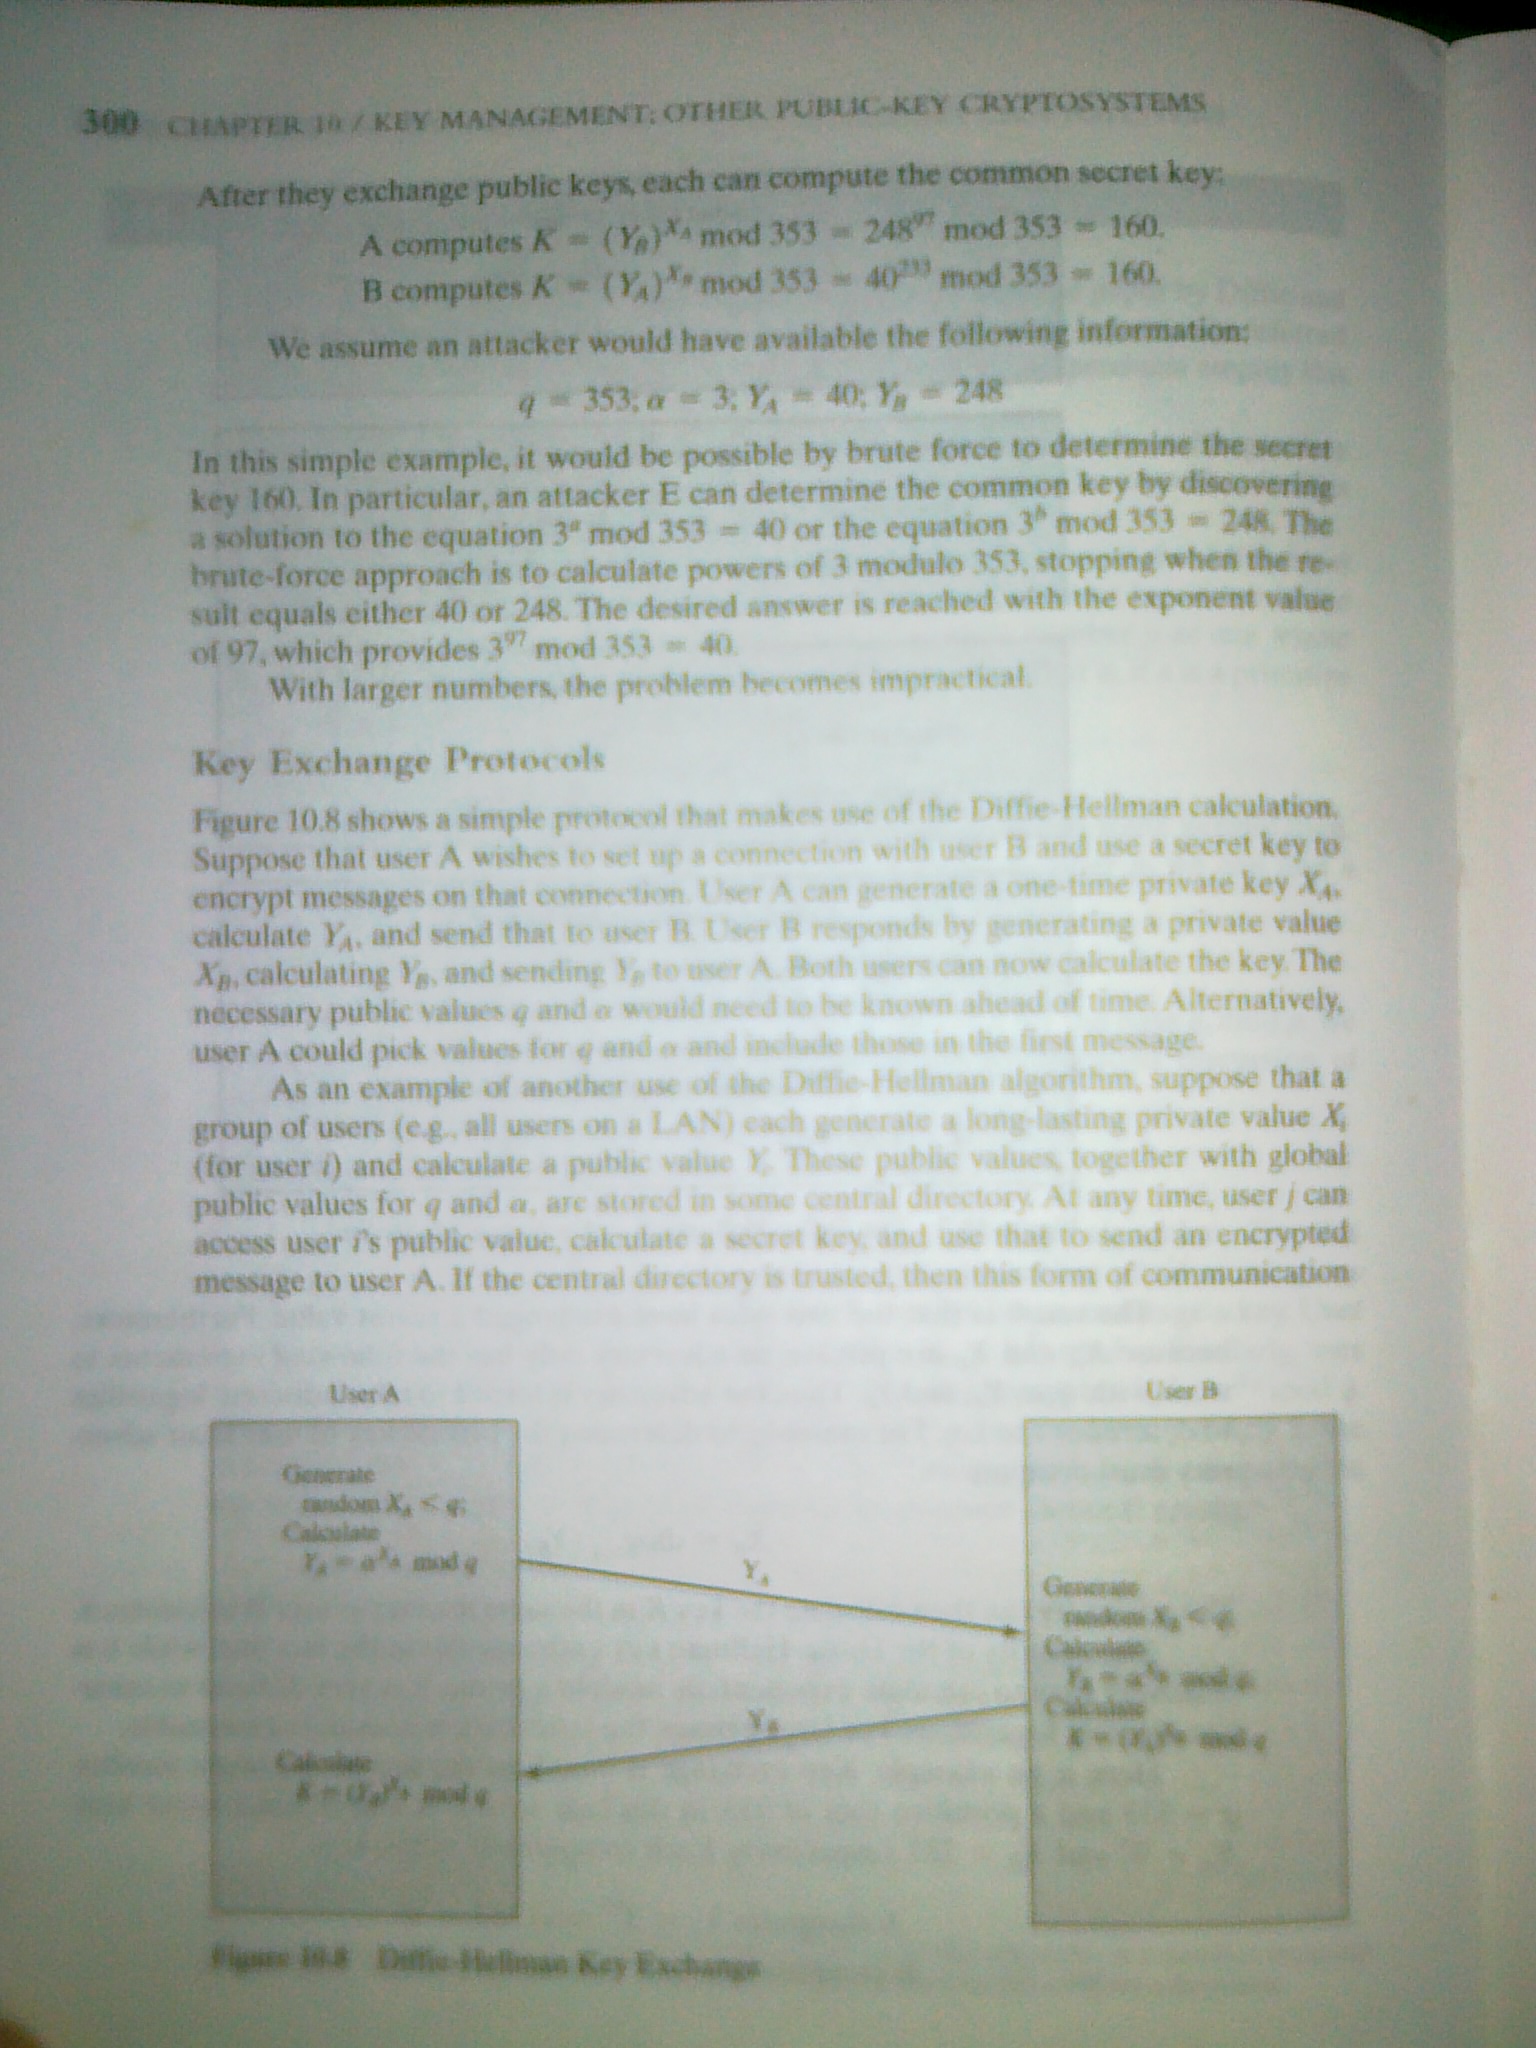 300 CHAPTER 10 / KEY MANAGEMENT; OTHER PUBLIC-KEY CRYPTOSYSTEMS
After they exchange public keys, each can compute the common secret key:
A computes K = (Y_B)^{X_A} mod 353 = 248^{97} mod 353 = 160.
B computes K = (Y_A)^{X_B} mod 353 = 40^{233} mod 353 = 160.
We assume an attacker would have available the following information:
q = 353; α = 3; Y_A = 40; Y_B = 248
In this simple example, it would be possible by brute force to determine the secret
key 160. In particular, an attacker E can determine the common key by discovering
a solution to the equation 3^a mod 353 = 40 or the equation 3^b mod 353 = 248. The
brute-force approach is to calculate powers of 3 modulo 353, stopping when the re-
sult equals either 40 or 248. The desired answer is reached with the exponent value
of 97, which provides 3^{97} mod 353 = 40.
With larger numbers, the problem becomes impractical.
Key Exchange Protocols
Figure 10.8 shows a simple protocol that makes use of the Diffie-Hellman calculation.
Suppose that user A wishes to set up a connection with user B and use a secret key to
encrypt messages on that connection. User A can generate a one-time private key X_A,
calculate Y_A, and send that to user B. User B responds by generating a private value
X_B, calculating Y_B, and sending Y_B to user A. Both users can now calculate the key. The
necessary public values q and α would need to be known ahead of time. Alternatively,
user A could pick values for q and α and include those in the first message.
As an example of another use of the Diffie-Hellman algorithm, suppose that a
group of users (e.g., all users on a LAN) each generate a long-lasting private value X_i
(for user i) and calculate a public value Y_i. These public values, together with global
public values for q and α, are stored in some central directory. At any time, user j can
access user i's public value, calculate a secret key, and use that to send an encrypted
message to user A. If the central directory is trusted, then this form of communication
User A
User B
Generate
random X_A < q;
Calculate
Y_A = α^{X_A} mod q
Y_A
Generate
random X_B < q;
Calculate
Y_B = α^{X_B} mod q;
Calculate
K = (Y_A)^{X_B} mod q
Y_B
Calculate
K = (Y_B)^{X_A} mod q
Figure 10.8 Diffie-Hellman Key Exchange